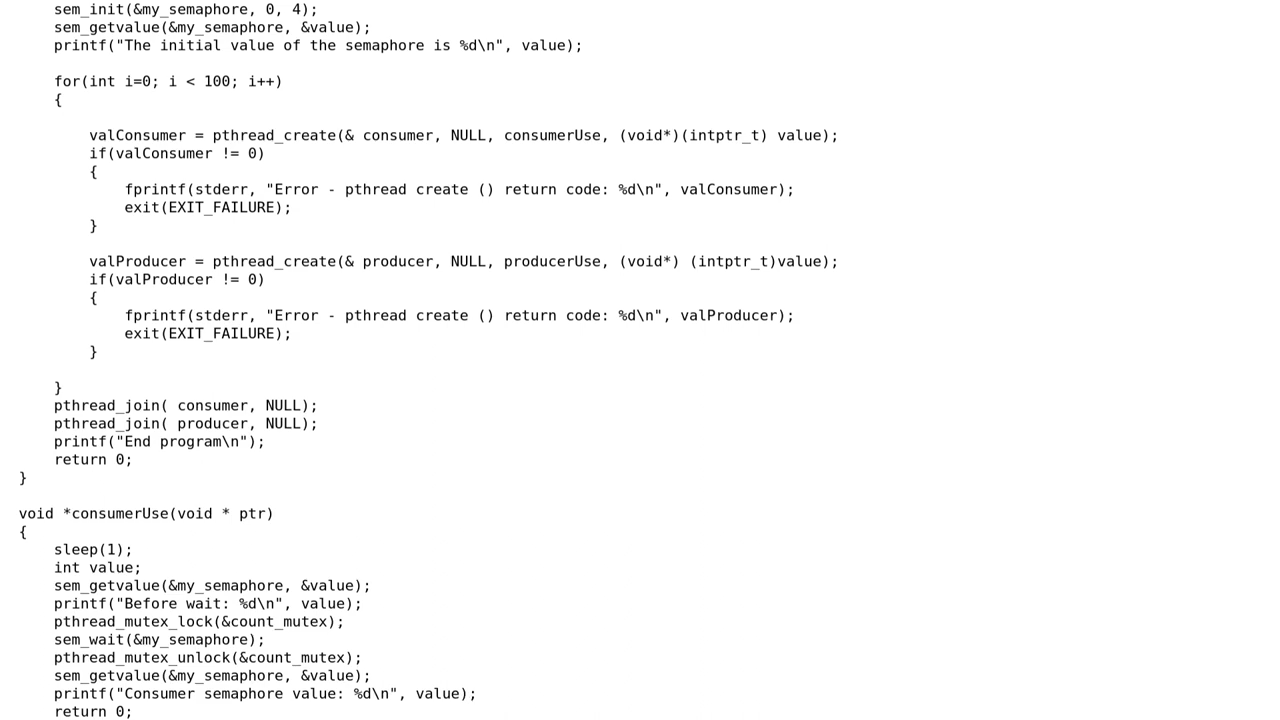 sem_init(&my_semaphore, 0, 4);
sem_getvalue(&my_semaphore, &value);
printf("The initial value of the semaphore is %d\n", value);
for(int i=0; i < 100; i++)
{
valConsumer = pthread_create(& consumer, NULL, consumerUse, (void*)(intptr_t) value);
if(valConsumer != 0)
{
fprintf(stderr, "Error - pthread create () return code: %d\n", valConsumer);
exit(EXIT_FAILURE);
}
valProducer = pthread_create(& producer, NULL, producerUse, (void*) (intptr_t)value);
if(valProducer != 0)
{
fprintf(stderr, "Error - pthread create () return code: %d\n", valProducer);
exit(EXIT_FAILURE);
}
}
pthread_join( consumer, NULL);
pthread_join( producer, NULL);
printf("End program\n");
return 0;
}
void *consumerUse(void * ptr)
{
sleep(1);
int value;
sem_getvalue(&my_semaphore, &value);
printf("Before wait: %d\n", value);
pthread_mutex_lock(&count_mutex);
sem_wait(&my_semaphore);
pthread_mutex_unlock(&count_mutex);
sem_getvalue(&my_semaphore, &value);
printf("Consumer semaphore value: %d\n", value);
return 0;